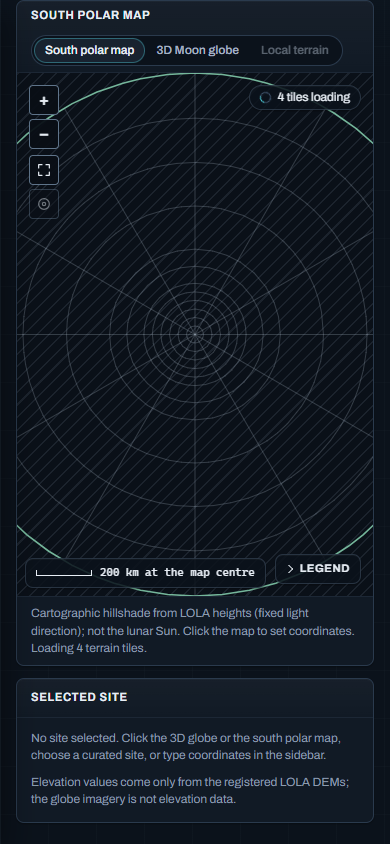 SOUTH POLAR MAP
South polar map 3D Moon globe Local terrain
+
4 tiles loading
−
200 km at the map centre
> LEGEND
Cartographic hillshade from LOLA heights (fixed light
direction); not the lunar Sun. Click the map to set coordinates.
Loading 4 terrain tiles.
SELECTED SITE
No site selected. Click the 3D globe or the south polar map,
choose a curated site, or type coordinates in the sidebar.
Elevation values come only from the registered LOLA DEMs;
the globe imagery is not elevation data.